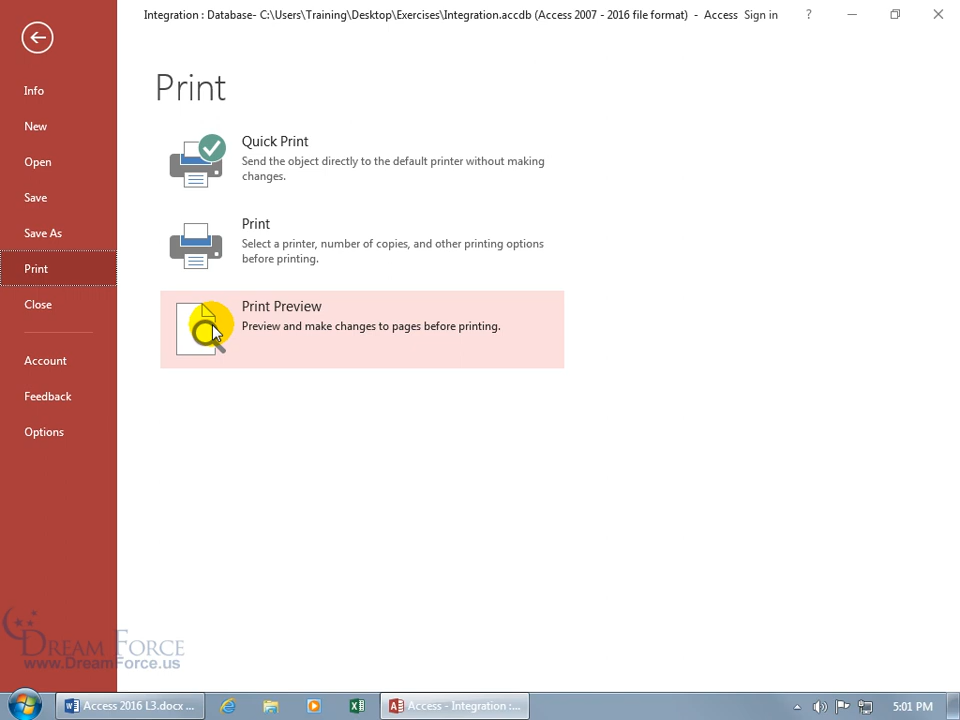 Integration : Database- C:\Users\Training\Desktop\Exercises\Integration.accdb (Access 2007 - 2016 file format) - Access Sign in ?
Info
New
Open
Save
Save As
Print
Close
Account
Feedback
Options
Print
Quick Print
Send the object directly to the default printer without making
changes.
Print
Select a printer, number of copies, and other printing options
before printing.
Print Preview
Preview and make changes to pages before printing.
DREAM FORCE
www.DreamForce.us
Access 2016 L3.docx ...
Access - Integration :...
5:01 PM